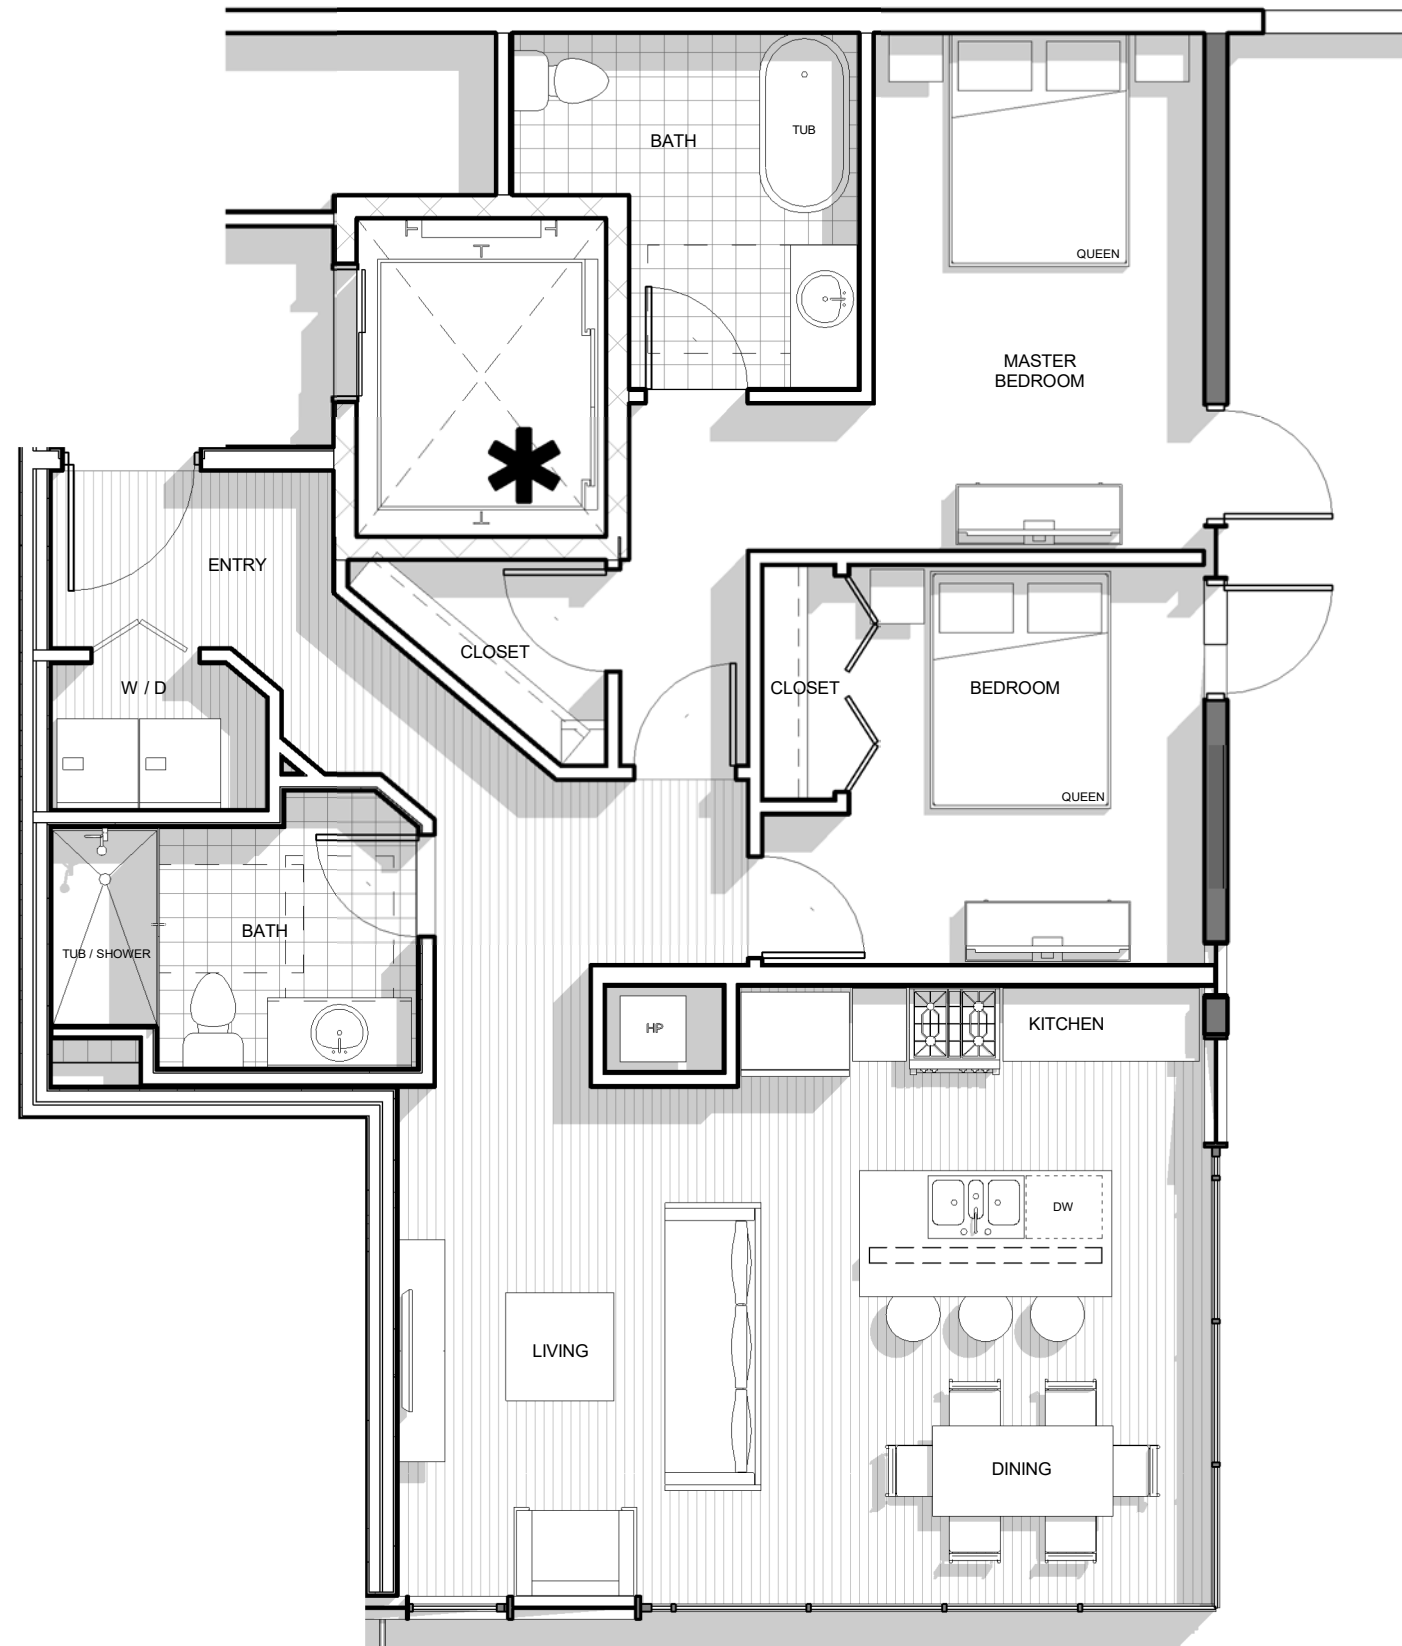 BATH
TUB
QUEEN
MASTER
BEDROOM
ENTRY
CLOSET
W / D
CLOSET
BEDROOM
QUEEN
BATH
TUB / SHOWER
HP
KITCHEN
DW
LIVING
DINING